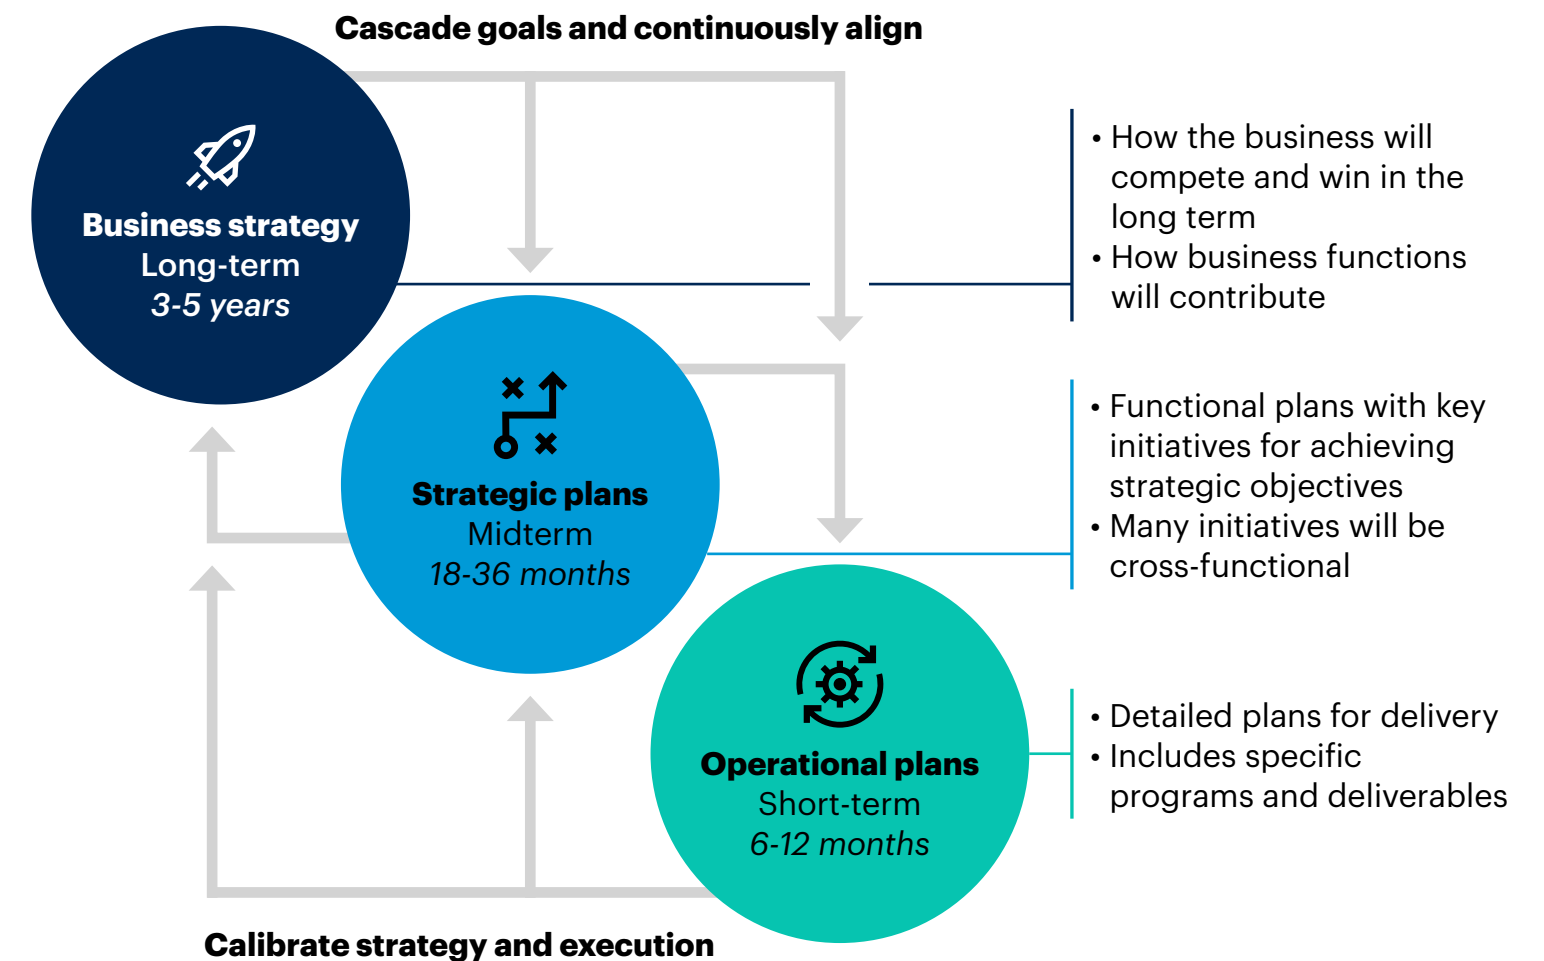 Cascade goals and continuously align
Business strategy
Long-term
3-5 years
• How the business will
compete and win in the
long term
• How business functions
will contribute
Strategic plans
Midterm
18-36 months
• Functional plans with key
initiatives for achieving
strategic objectives
• Many initiatives will be
cross-functional
Operational plans
Short-term
6-12 months
• Detailed plans for delivery
• Includes specific
programs and deliverables
Calibrate strategy and execution